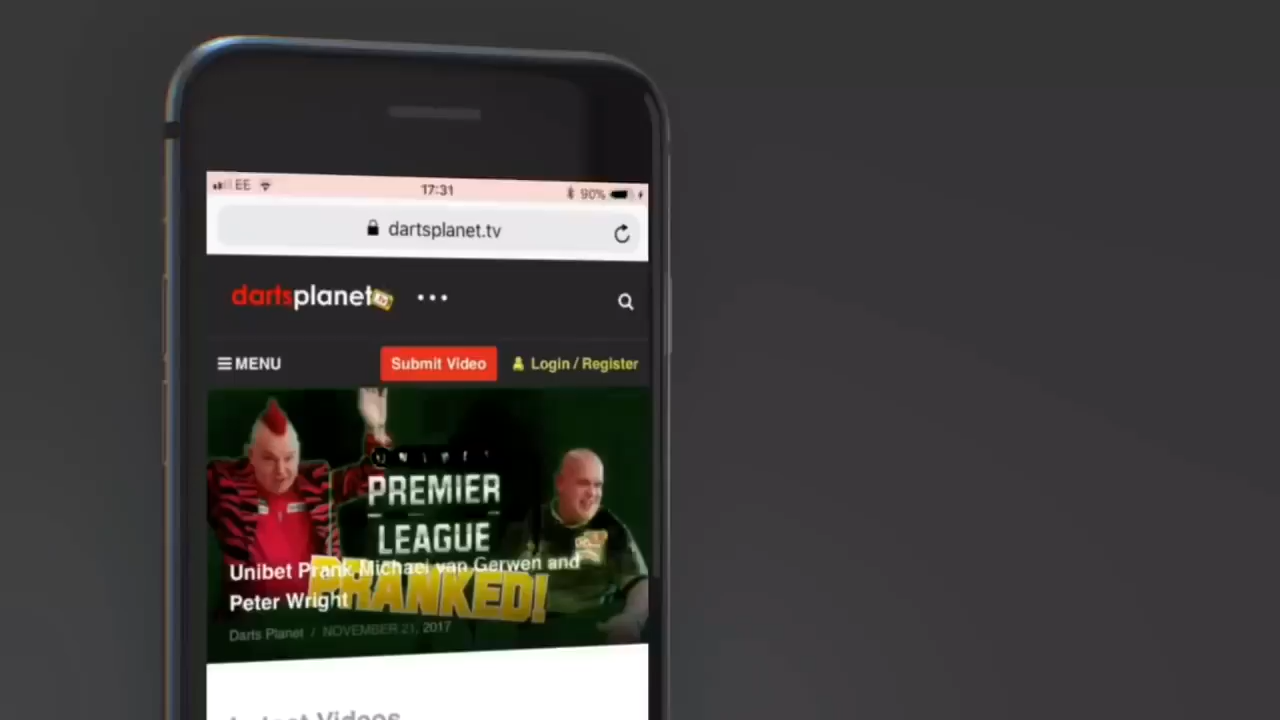 EE 17:31 90%
dartsplanet.tv
dartsplanet
MENU Submit Video Login / Register
UNIBET
PREMIER
LEAGUE
PRANKED!
Unibet Prank Michael van Gerwen and
Peter Wright
Darts Planet / NOVEMBER 21, 2017
Latest Videos